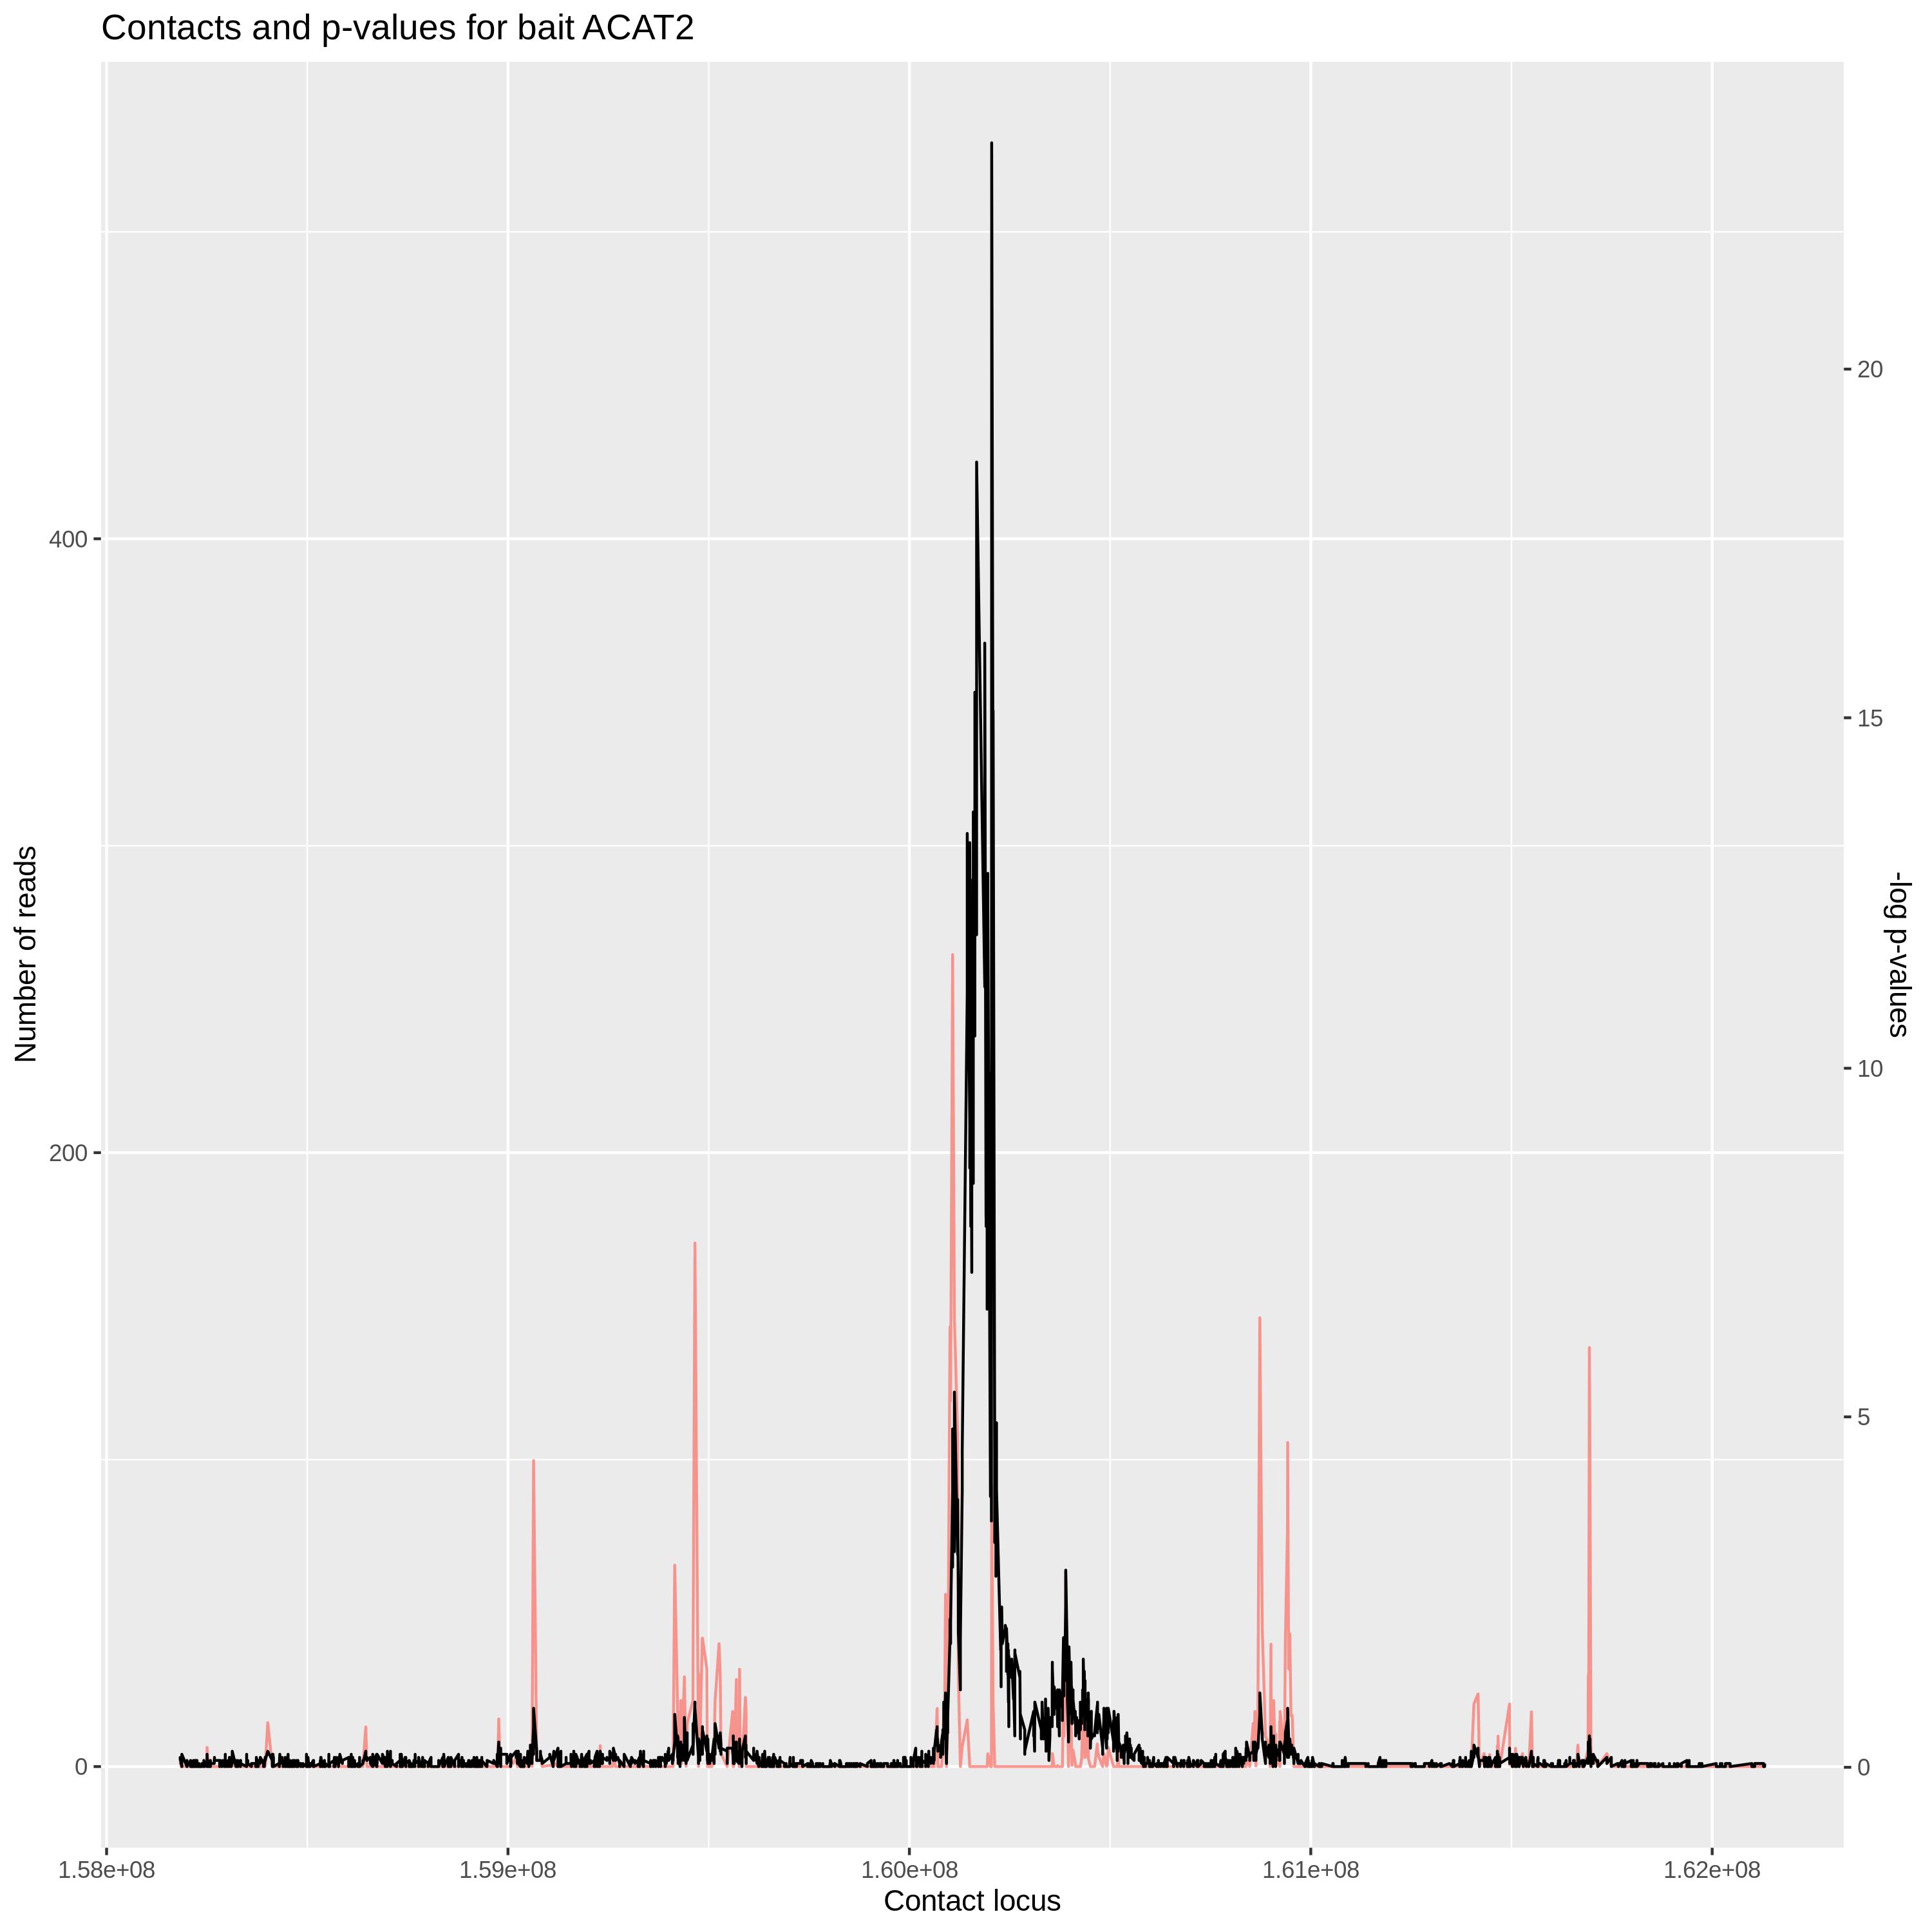 Contacts and p-values for bait ACAT2
Number of reads
400
200
0
20
15
10
5
0
-log p-values
1.58e+08
1.59e+08
1.60e+08
1.61e+08
1.62e+08
Contact locus